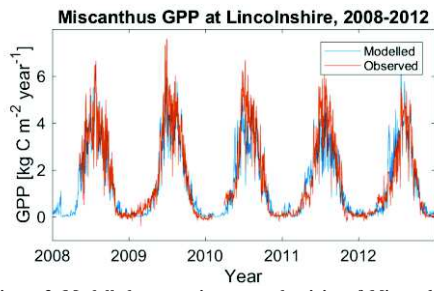 Miscanthus GPP at Lincolnshire, 2008-2012
Modelled
Observed
GPP [kg C m⁻² year⁻¹]
6
4
2
0
2008 2009 2010 2011 2012
Year